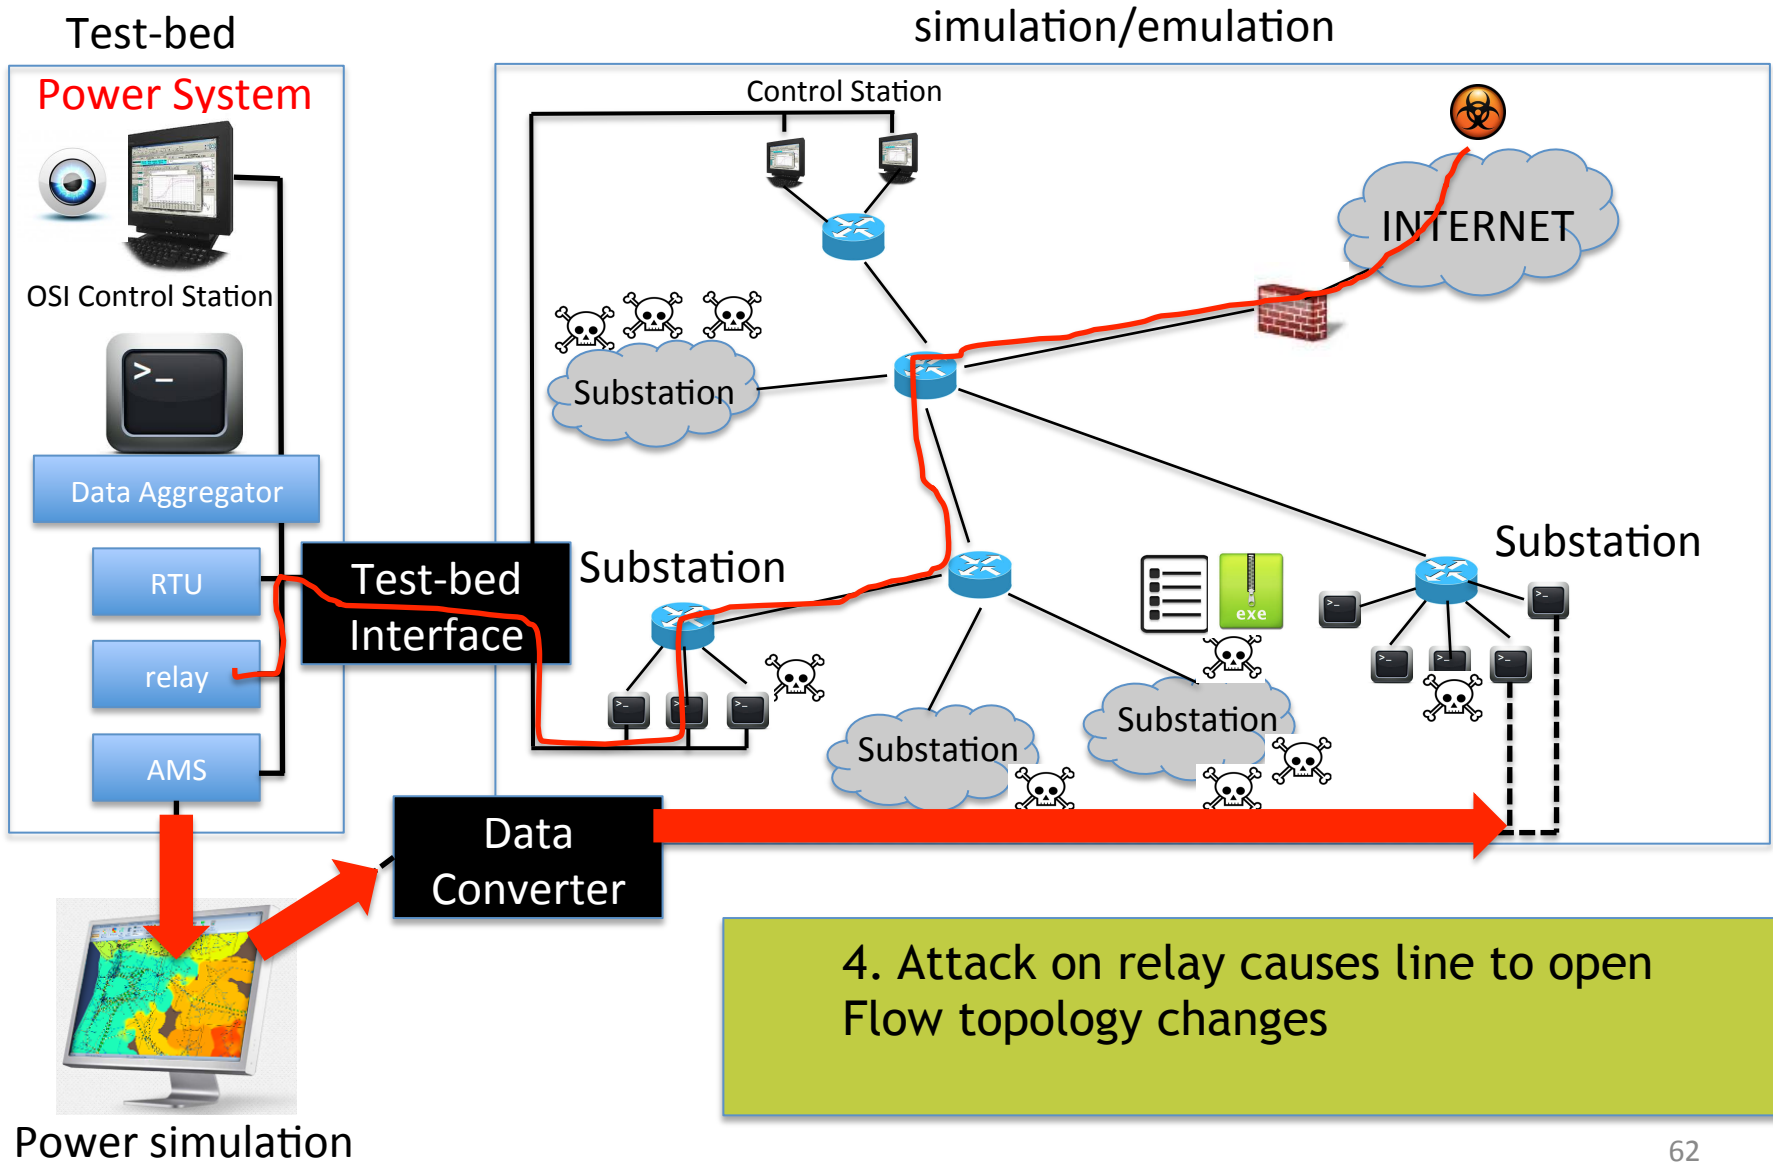 Test-bed
simulation/emulation
Power System
Control Station
INTERNET
OSI Control Station
>_
Substation
Data Aggregator
Test-bed
Interface
Substation
Substation
RTU
exe
relay
Substation
Substation
AMS
Data
Converter
4. Attack on relay causes line to open
Flow topology changes
Power simulation
62